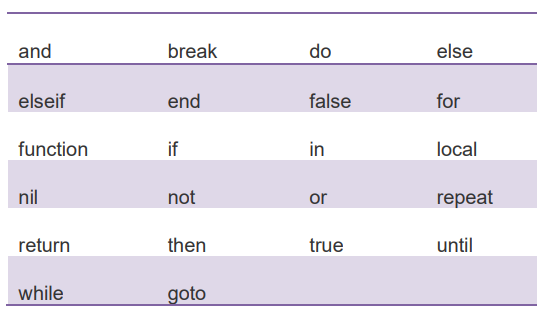 and break do else
elseif end false for
function if in local
nil not or repeat
return then true until
while goto